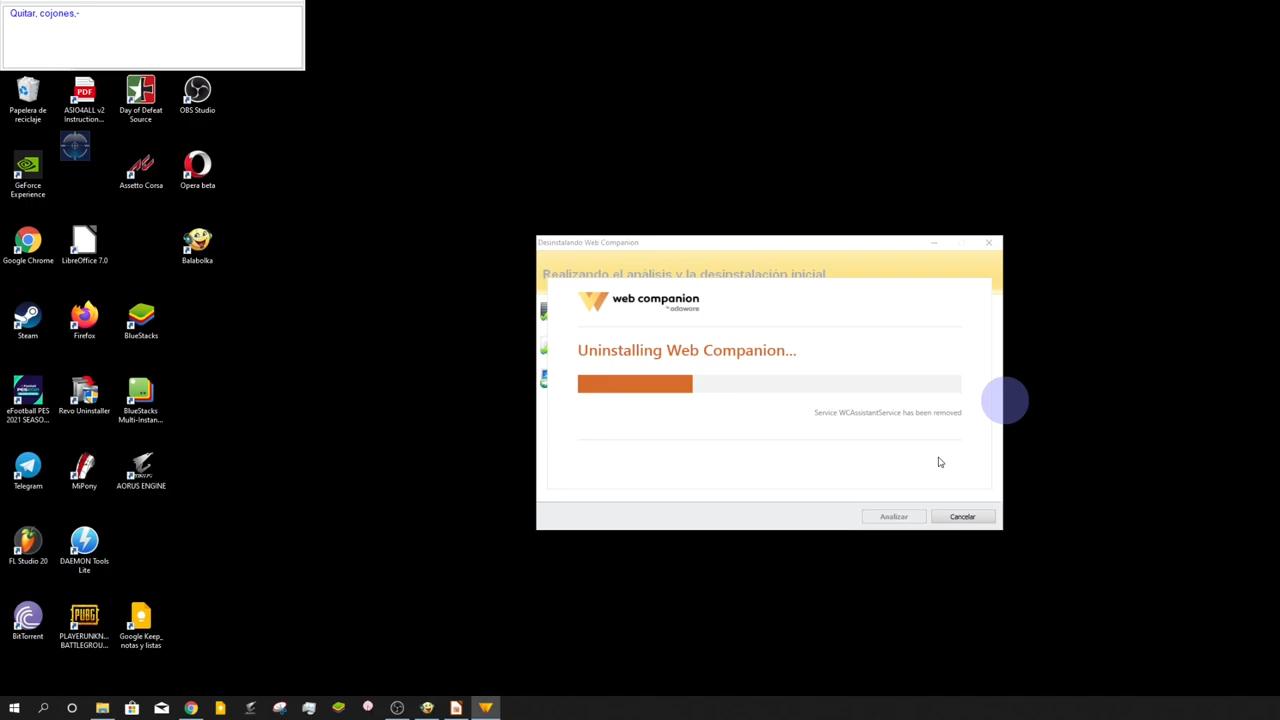 Quitar, cojones,-
Papelera de
reciclaje
ASIO4ALL v2
Instruction...
Day of Defeat
Source
OBS Studio
GeForce
Experience
Assetto Corsa
Opera beta
Google Chrome
LibreOffice 7.0
Balabolka
Steam
Firefox
BlueStacks
eFootball PES
2021 SEASO...
Revo Uninstaller
BlueStacks
Multi-Instan...
Telegram
MiPony
AORUS ENGINE
FL Studio 20
DAEMON Tools
Lite
BitTorrent
PLAYERUNKN...
BATTLEGROU...
Google Keep_
notas y listas
PDF
Desinstalando Web Companion
Realizando el análisis y la desinstalación inicial
web companion
by adaware
Uninstalling Web Companion...
Service WCAssistantService has been removed
Analizar
Cancelar